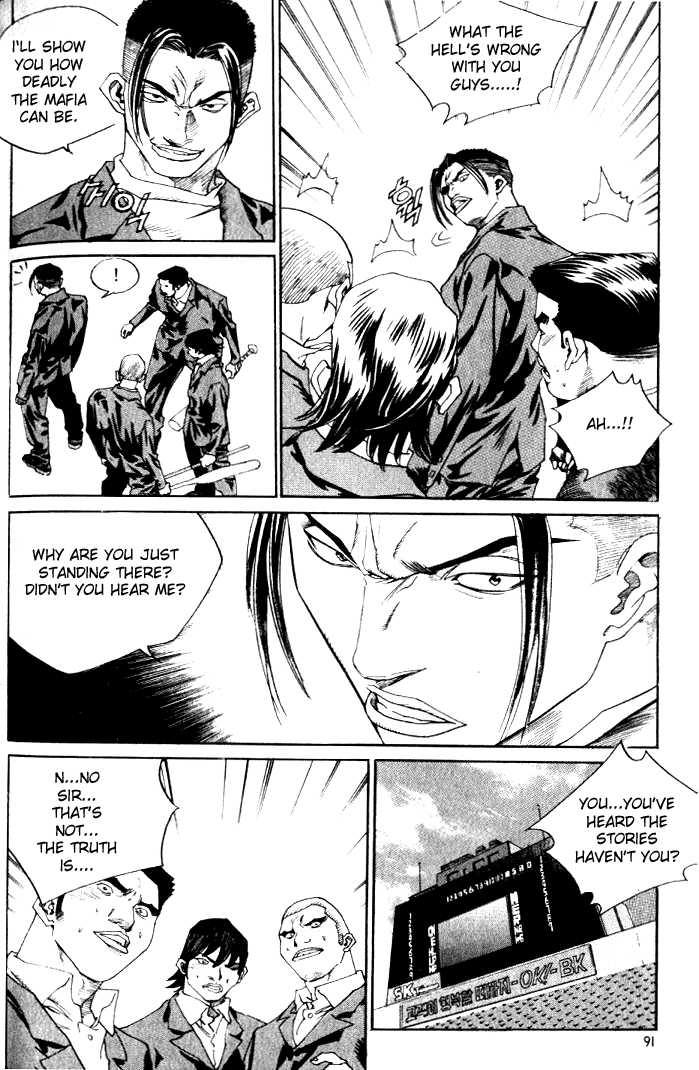 I'LL SHOW
YOU HOW
DEADLY
THE MAFIA
CAN BE.
WHAT THE
HELL'S WRONG
WITH YOU
GUYS.....!
!
AH...!!
WHY ARE YOU JUST
STANDING THERE?
DIDN'T YOU HEAR ME?
N...NO
SIR...
THAT'S
NOT...
THE TRUTH
IS....
YOU...YOU'VE
HEARD THE
STORIES
HAVEN'T YOU?
SK
-OK!-BK
91